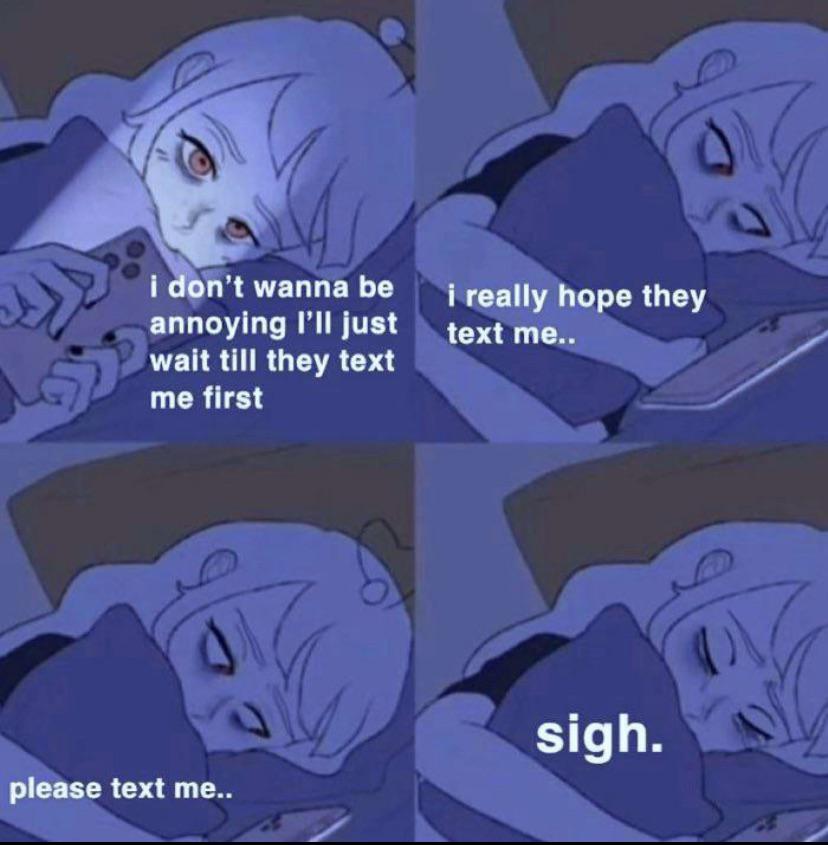 i don't wanna be
annoying I'll just
wait till they text
me first
i really hope they
text me..
please text me..
sigh.